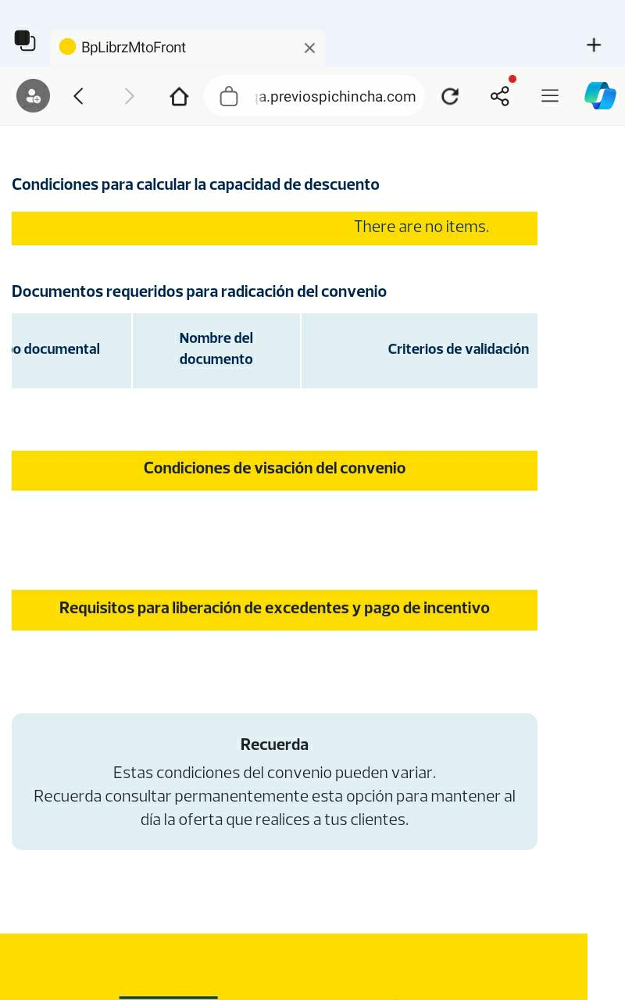 BpLibrzMtoFront
a.previospichincha.com
Condiciones para calcular la capacidad de descuento
There are no items.
Documentos requeridos para radicación del convenio
o documental
Nombre del
documento
Criterios de validación
Condiciones de visación del convenio
Requisitos para liberación de excedentes y pago de incentivo
Recuerda
Estas condiciones del convenio pueden variar.
Recuerda consultar permanentemente esta opción para mantener al
día la oferta que realices a tus clientes.